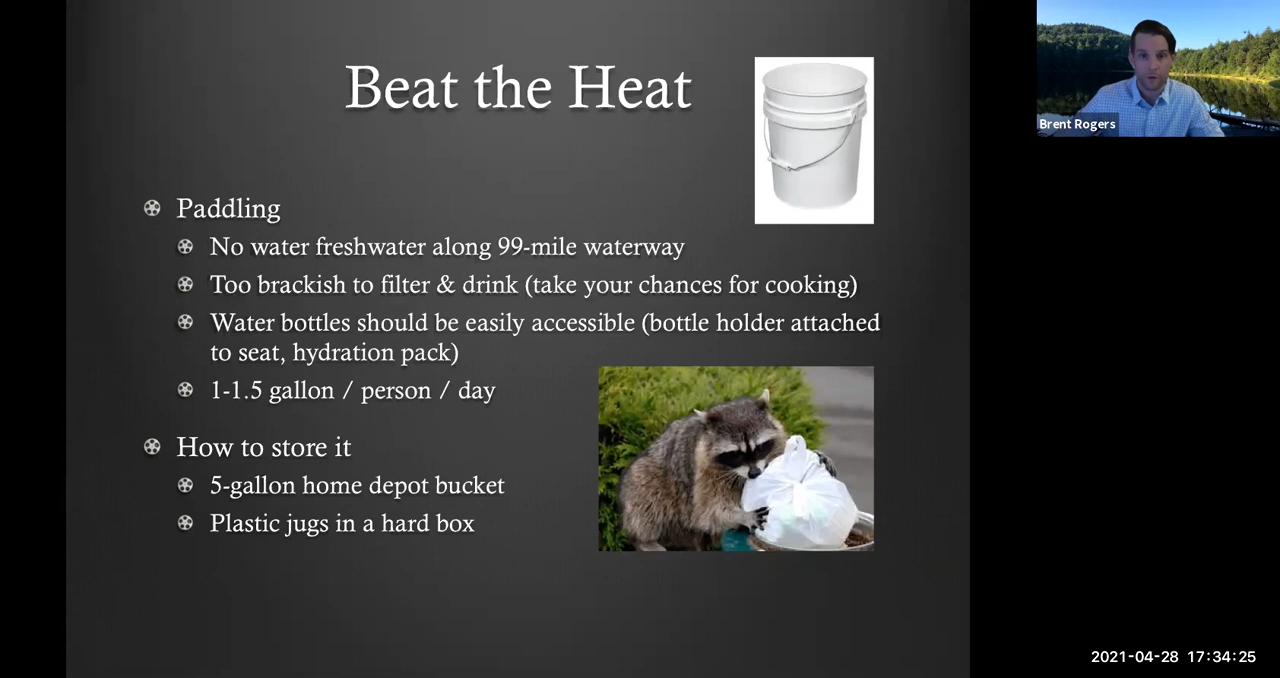 Beat the Heat
Paddling
No water freshwater along 99-mile waterway
Too brackish to filter & drink (take your chances for cooking)
Water bottles should be easily accessible (bottle holder attached
to seat, hydration pack)
1-1.5 gallon / person / day
How to store it
5-gallon home depot bucket
Plastic jugs in a hard box
Brent Rogers
2021-04-28 17:34:25